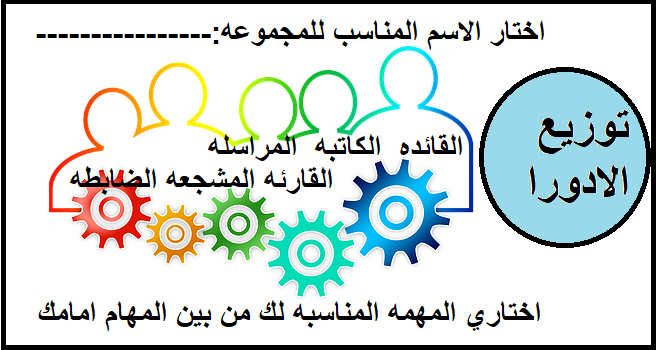 اختار الاسم المناسب للمجموعه:----------------
توزيع
الادورا
القائده الكاتبه المراسله
القارئه المشجعه الضابطه
اختاري المهمه المناسبه لك من بين المهام امامك